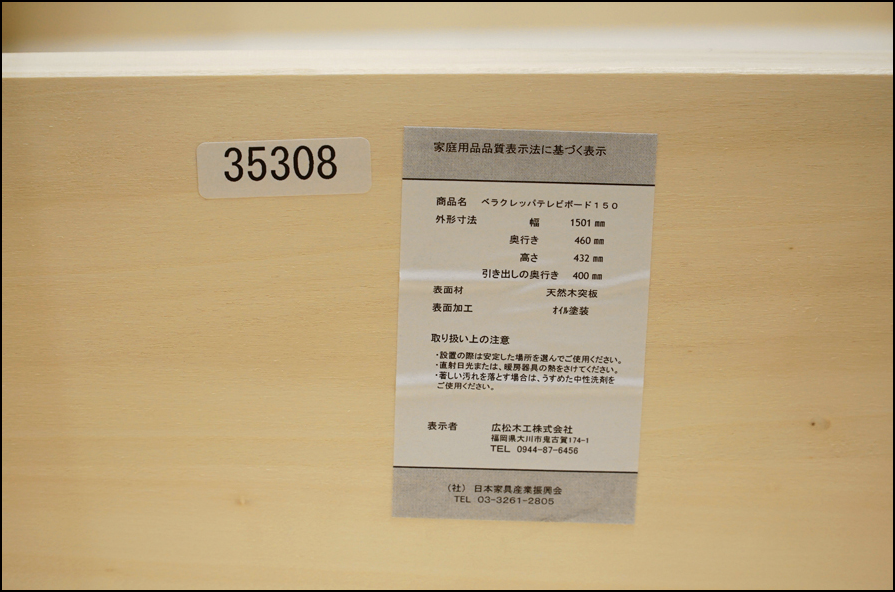 35308
家庭用品品質表示法に基づく表示
商品名 ベラクレッパテレビボード150
外形寸法 幅 1501㎜
奥行き 460㎜
高さ 432㎜
引き出しの奥行き 400㎜
表面材 天然木突板
表面加工 ｵｲﾙ塗装
取り扱い上の注意
・設置の際は安定した場所を選んでご使用ください。
・直射日光または、暖房器具の熱をさけてください。
・著しい汚れを落とす場合は、うすめた中性洗剤を
ご使用ください。
表示者 広松木工株式会社
福岡県大川市鬼古賀174-1
TEL 0944-87-6456
（社）日本家具産業振興会
TEL 03-3261-2805